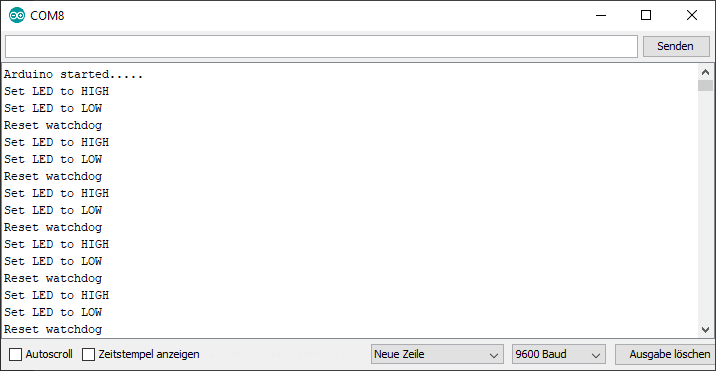 COM8
Senden
Arduino started.....
Set LED to HIGH
Set LED to LOW
Reset watchdog
Set LED to HIGH
Set LED to LOW
Reset watchdog
Set LED to HIGH
Set LED to LOW
Reset watchdog
Set LED to HIGH
Set LED to LOW
Reset watchdog
Set LED to HIGH
Set LED to LOW
Reset watchdog
Autoscroll Zeitstempel anzeigen Neue Zeile 9600 Baud Ausgabe löschen